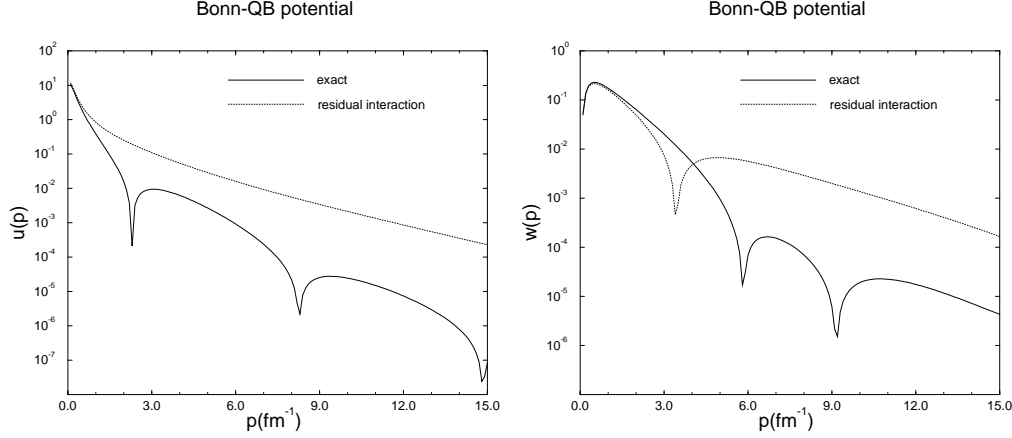 Bonn-QB potential
exact
residual interaction
u(p)
10^2
10^1
10^0
10^-1
10^-2
10^-3
10^-4
10^-5
10^-6
10^-7
0.0 3.0 6.0 9.0 12.0 15.0
p(fm^-1)
Bonn-QB potential
exact
residual interaction
w(p)
10^0
10^-1
10^-2
10^-3
10^-4
10^-5
10^-6
0.0 3.0 6.0 9.0 12.0 15.0
p(fm^-1)